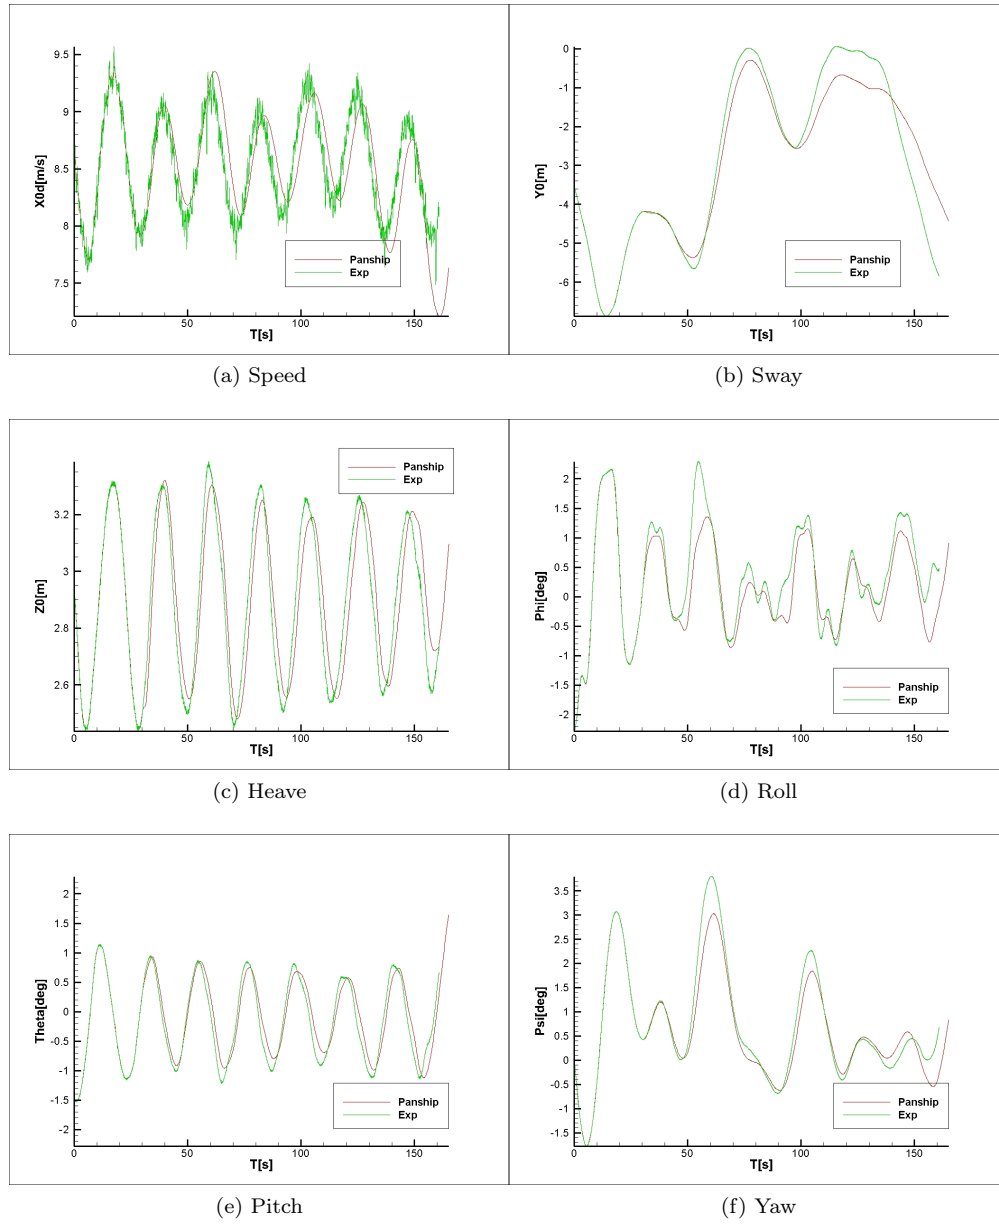 9.5
9
8.5
8
7.5
X0d[m/s]
0 50 100 150
T[s]
Panship
Exp
(a) Speed
0
-1
-2
-3
-4
-5
-6
Y0[m]
0 50 100 150
T[s]
Panship
Exp
(b) Sway
3.2
3
2.8
2.6
Z0[m]
0 50 100 150
T[s]
Panship
Exp
(c) Heave
2
1.5
1
0.5
0
-0.5
-1
-1.5
-2
Phi[deg]
0 50 100 150
T[s]
Panship
Exp
(d) Roll
2
1.5
1
0.5
0
-0.5
-1
-1.5
-2
Theta[deg]
0 50 100 150
T[s]
Panship
Exp
(e) Pitch
3.5
3
2.5
2
1.5
1
0.5
0
-0.5
-1
-1.5
Psi[deg]
0 50 100 150
T[s]
Panship
Exp
(f) Yaw